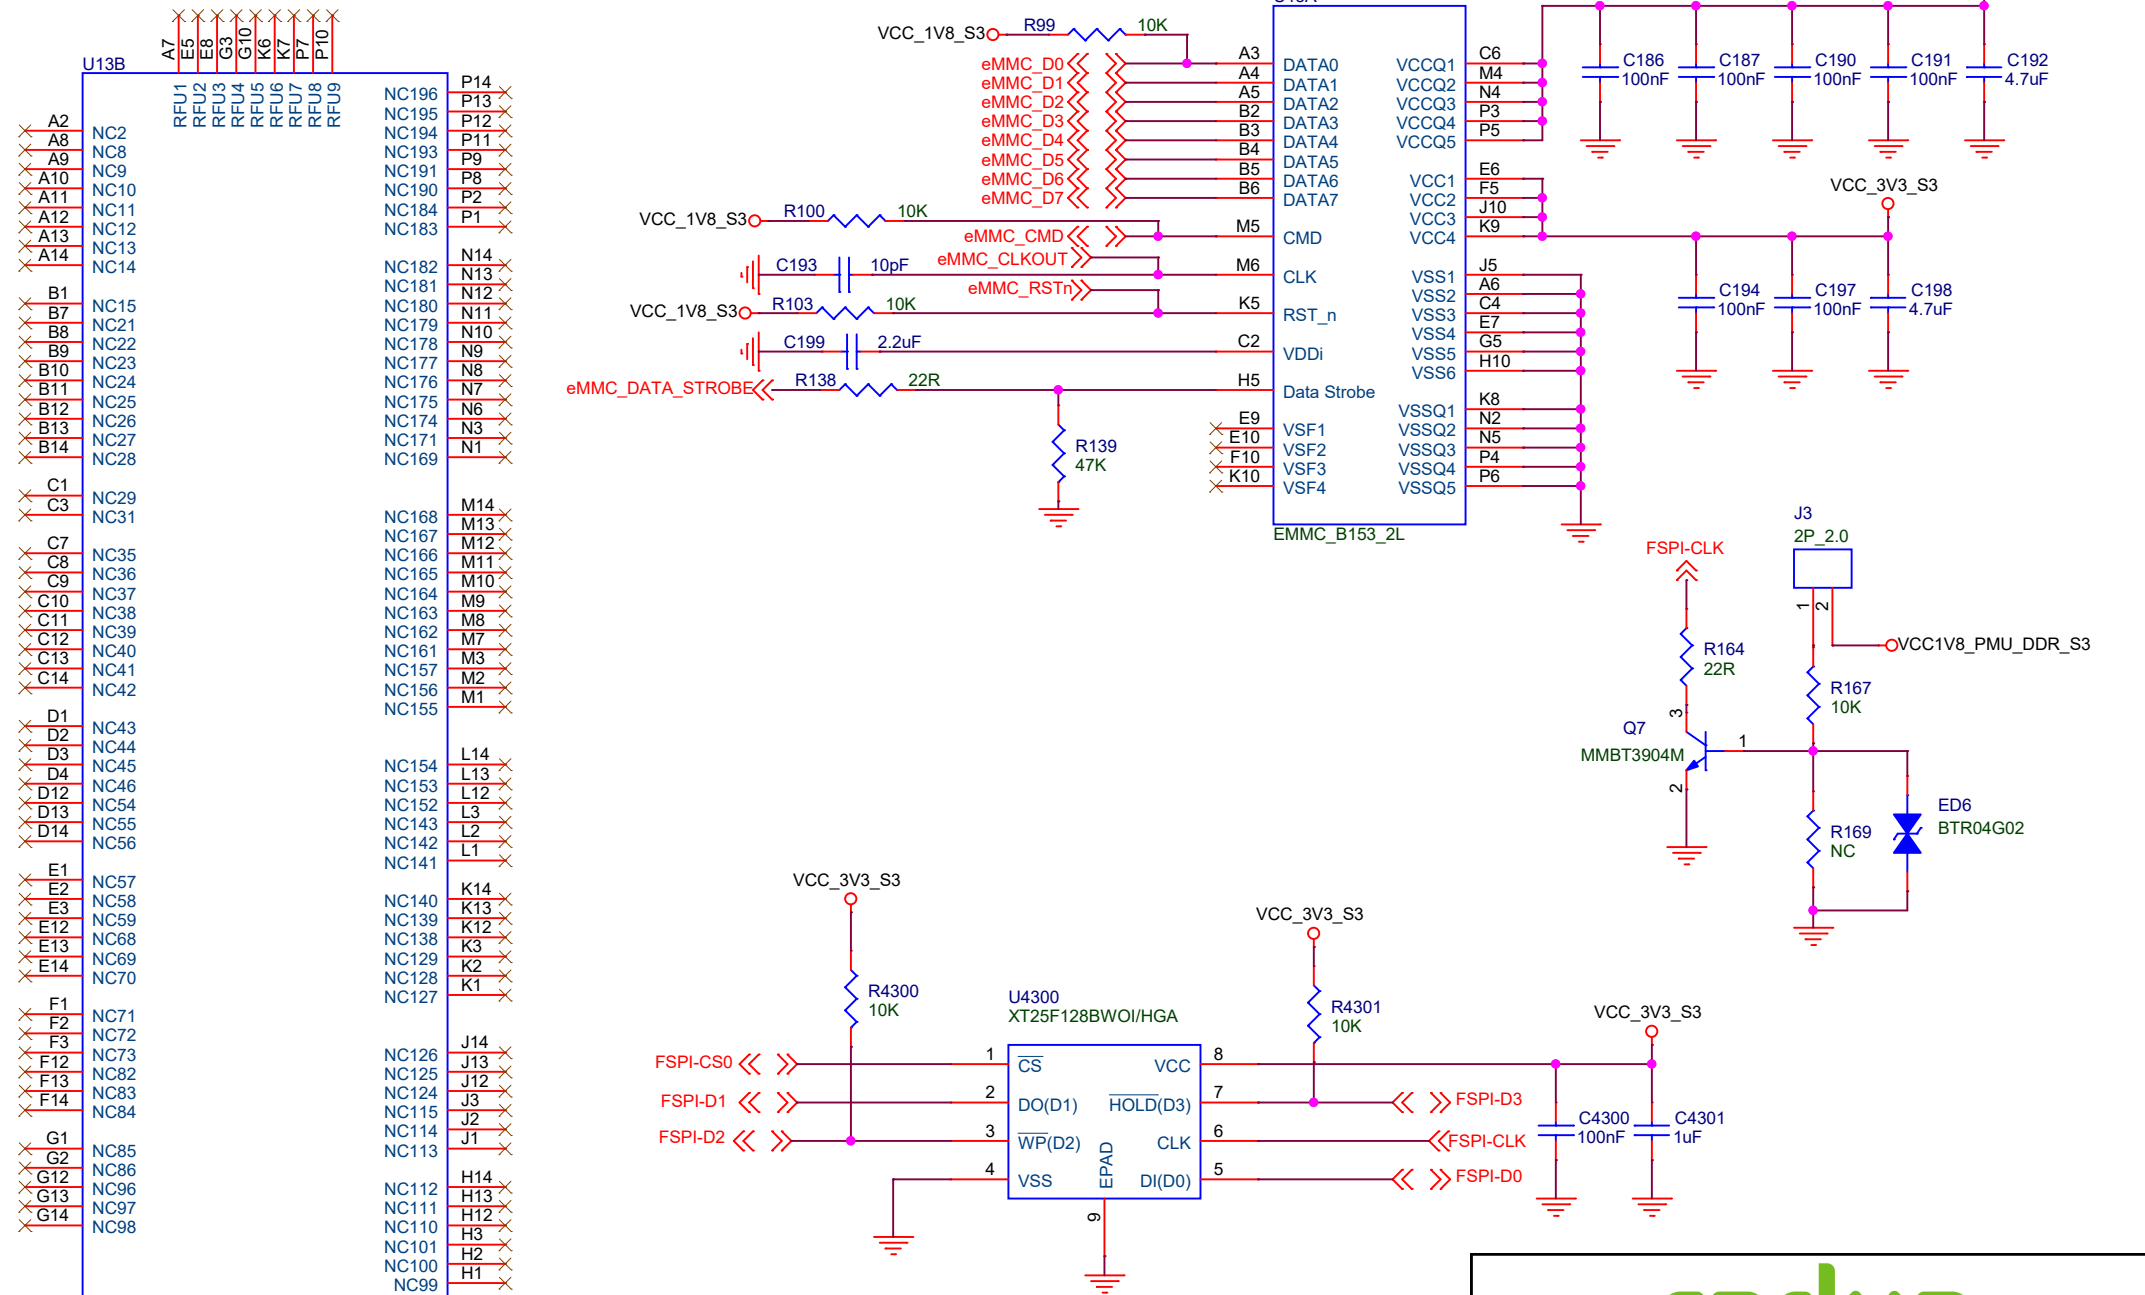 U13B
A7 E5 E8 G3 G10 K6 K7 P7 P10
RFU1 RFU2 RFU3 RFU4 RFU5 RFU6 RFU7 RFU8 RFU9
A2 NC2
A8 NC8
A9 NC9
A10 NC10
A11 NC11
A12 NC12
A13 NC13
A14 NC14
B1 NC15
B7 NC21
B8 NC22
B9 NC23
B10 NC24
B11 NC25
B12 NC26
B13 NC27
B14 NC28
C1 NC29
C3 NC31
C7 NC35
C8 NC36
C9 NC37
C10 NC38
C11 NC39
C12 NC40
C13 NC41
C14 NC42
D1 NC43
D2 NC44
D3 NC45
D4 NC46
D12 NC54
D13 NC55
D14 NC56
E1 NC57
E2 NC58
E3 NC59
E12 NC68
E13 NC69
E14 NC70
F1 NC71
F2 NC72
F3 NC73
F12 NC82
F13 NC83
F14 NC84
G1 NC85
G2 NC86
G12 NC96
G13 NC97
G14 NC98
NC196 P14
NC195 P13
NC194 P12
NC193 P11
NC191 P9
NC190 P8
NC184 P2
NC183 P1
NC182 N14
NC181 N13
NC180 N12
NC179 N11
NC178 N10
NC177 N9
NC176 N8
NC175 N7
NC174 N6
NC171 N3
NC169 N1
NC168 M14
NC167 M13
NC166 M12
NC165 M11
NC164 M10
NC163 M9
NC162 M8
NC161 M7
NC157 M3
NC156 M2
NC155 M1
NC154 L14
NC153 L13
NC152 L12
NC143 L3
NC142 L2
NC141 L1
NC140 K14
NC139 K13
NC138 K12
NC129 K3
NC128 K2
NC127 K1
NC126 J14
NC125 J13
NC124 J12
NC115 J3
NC114 J2
NC113 J1
NC112 H14
NC111 H13
NC110 H12
NC101 H3
NC100 H2
NC99 H1
VCC_1V8_S3 R99 10K
eMMC_D0 A3 DATA0
eMMC_D1 A4 DATA1
eMMC_D2 A5 DATA2
eMMC_D3 B2 DATA3
eMMC_D4 B3 DATA4
eMMC_D5 B4 DATA5
eMMC_D6 B5 DATA6
eMMC_D7 B6 DATA7
VCC_1V8_S3 R100 10K
eMMC_CMD M5 CMD
eMMC_CLKOUT
C193 10pF M6 CLK
eMMC_RSTn
VCC_1V8_S3 R103 10K K5 RST_n
C199 2.2uF C2 VDDi
eMMC_DATA_STROBE R138 22R H5 Data Strobe
R139
47K
E9 VSF1
E10 VSF2
F10 VSF3
K10 VSF4
EMMC_B153_2L
VCCQ1 C6
VCCQ2 M4
VCCQ3 N4
VCCQ4 P3
VCCQ5 P5
VCC1 E6
VCC2 F5
VCC3 J10
VCC4 K9
VSS1 J5
VSS2 A6
VSS3 C4
VSS4 E7
VSS5 G5
VSS6 H10
VSSQ1 K8
VSSQ2 N2
VSSQ3 N5
VSSQ4 P4
VSSQ5 P6
C186 C187 C190 C191 C192
100nF 100nF 100nF 100nF 4.7uF
VCC_3V3_S3
C194 C197 C198
100nF 100nF 4.7uF
J3
2P_2.0
1 2
VCC1V8_PMU_DDR_S3
FSPI-CLK
R164
22R
R167
10K
3
Q7
MMBT3904M
1
2
R169
NC
ED6
BTR04G02
VCC_3V3_S3
R4300
10K
VCC_3V3_S3
R4301
10K
VCC_3V3_S3
U4300
XT25F128BWOI/HGA
FSPI-CS0 1 CS VCC 8
FSPI-D1 2 DO(D1) HOLD(D3) 7 FSPI-D3
FSPI-D2 3 WP(D2) CLK 6 FSPI-CLK
4 VSS DI(D0) 5 FSPI-D0
EPAD
9
C4300 C4301
100nF 1uF